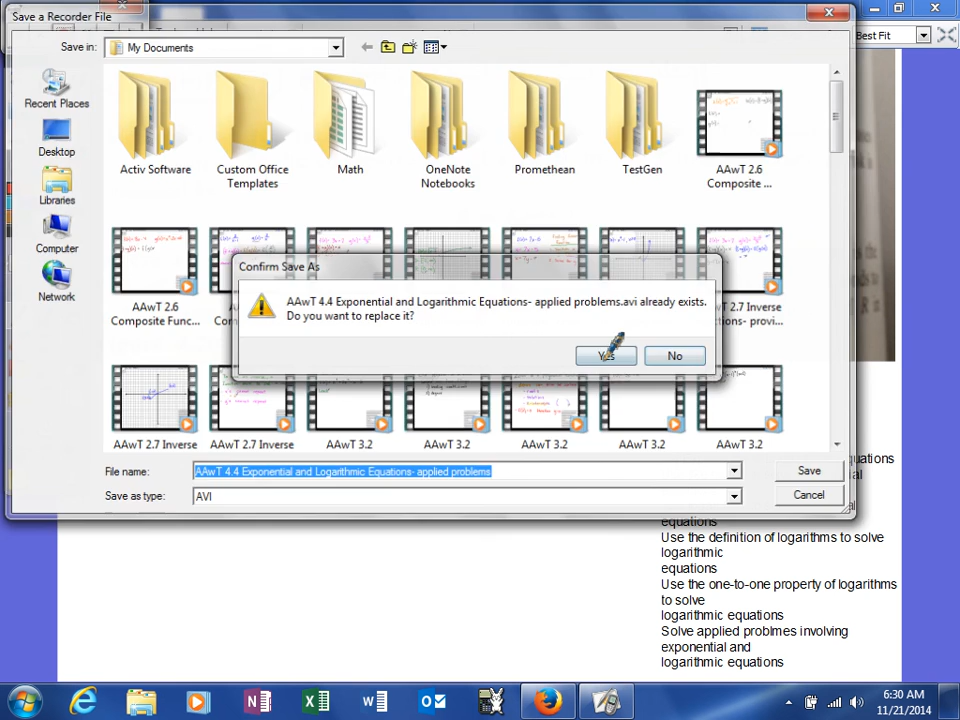 Save a Recorder File
Best Fit
Save in:
My Documents
Recent Places
Desktop
Libraries
Computer
Network
Activ Software
Custom Office
Templates
Math
OneNote
Notebooks
Promethean
TestGen
AAwT 2.6
Composite ...
AAwT 2.6
Composite Func...
2.7 Inverse
ctions- provi...
Confirm Save As
AAwT 4.4 Exponential and Logarithmic Equations- applied problems.avi already exists.
Do you want to replace it?
Yes
No
AAwT 2.7 Inverse
AAwT 2.7 Inverse
AAwT 3.2
AAwT 3.2
AAwT 3.2
AAwT 3.2
AAwT 3.2
File name:
AAwT 4.4 Exponential and Logarithmic Equations- applied problems
Save
Save as type:
AVI
Cancel
equations
Use the definition of logarithms to solve
logarithmic
equations
Use the one-to-one property of logarithms
to solve
logarithmic equations
Solve applied problmes involving
exponential and
logarithmic equations
6:30 AM
11/21/2014